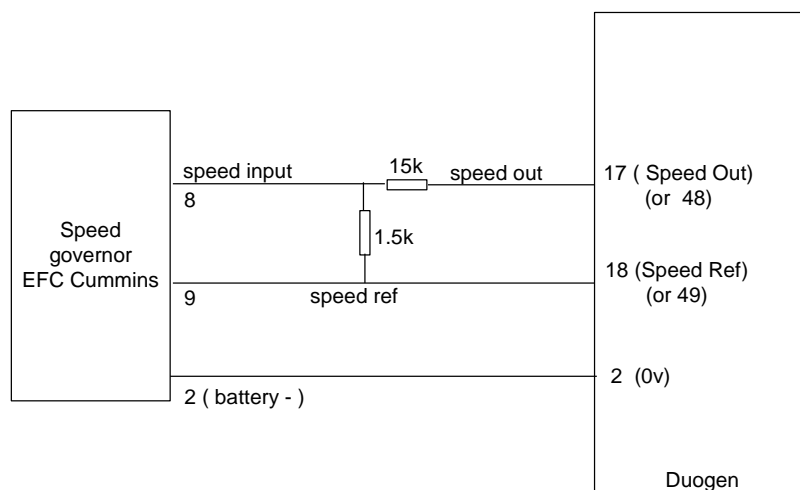 speed input
15k
speed out
17 ( Speed Out)
(or 48)
8
Speed
governor
EFC Cummins
1.5k
18 (Speed Ref)
(or 49)
9
speed ref
2 ( battery - )
2 (0v)
Duogen